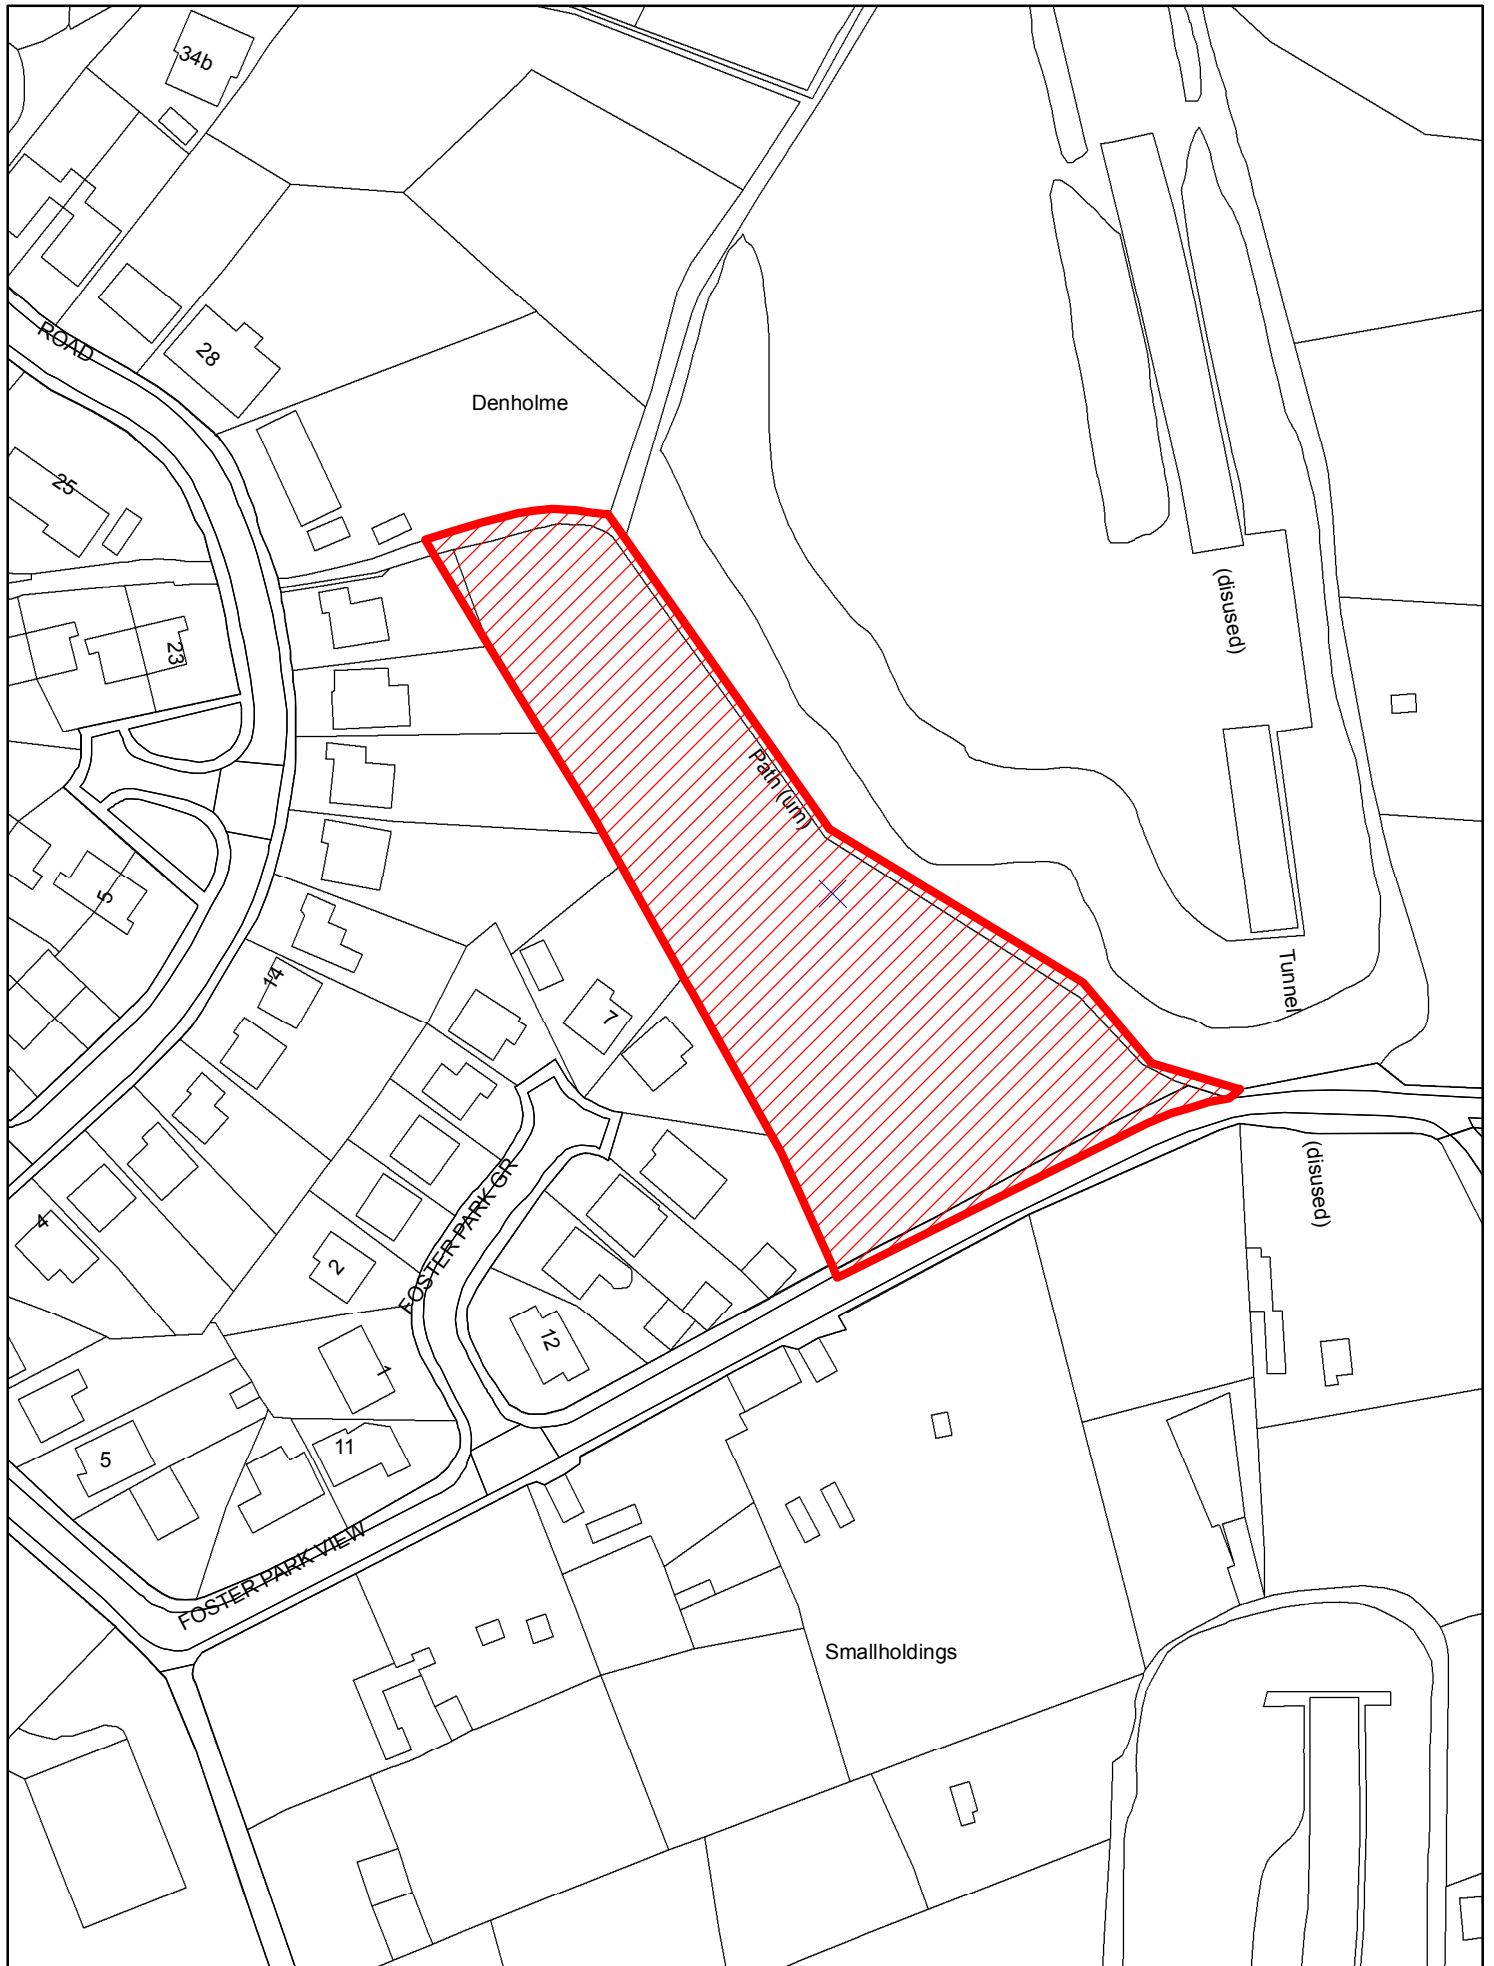 34b
ROAD
28
Denholme
25
(disused)
23
Path (um)
5
Tunnel
14
7
(disused)
4
FOSTER PARK GR
2
12
1
11
5
FOSTER PARK VIEW
Smallholdings